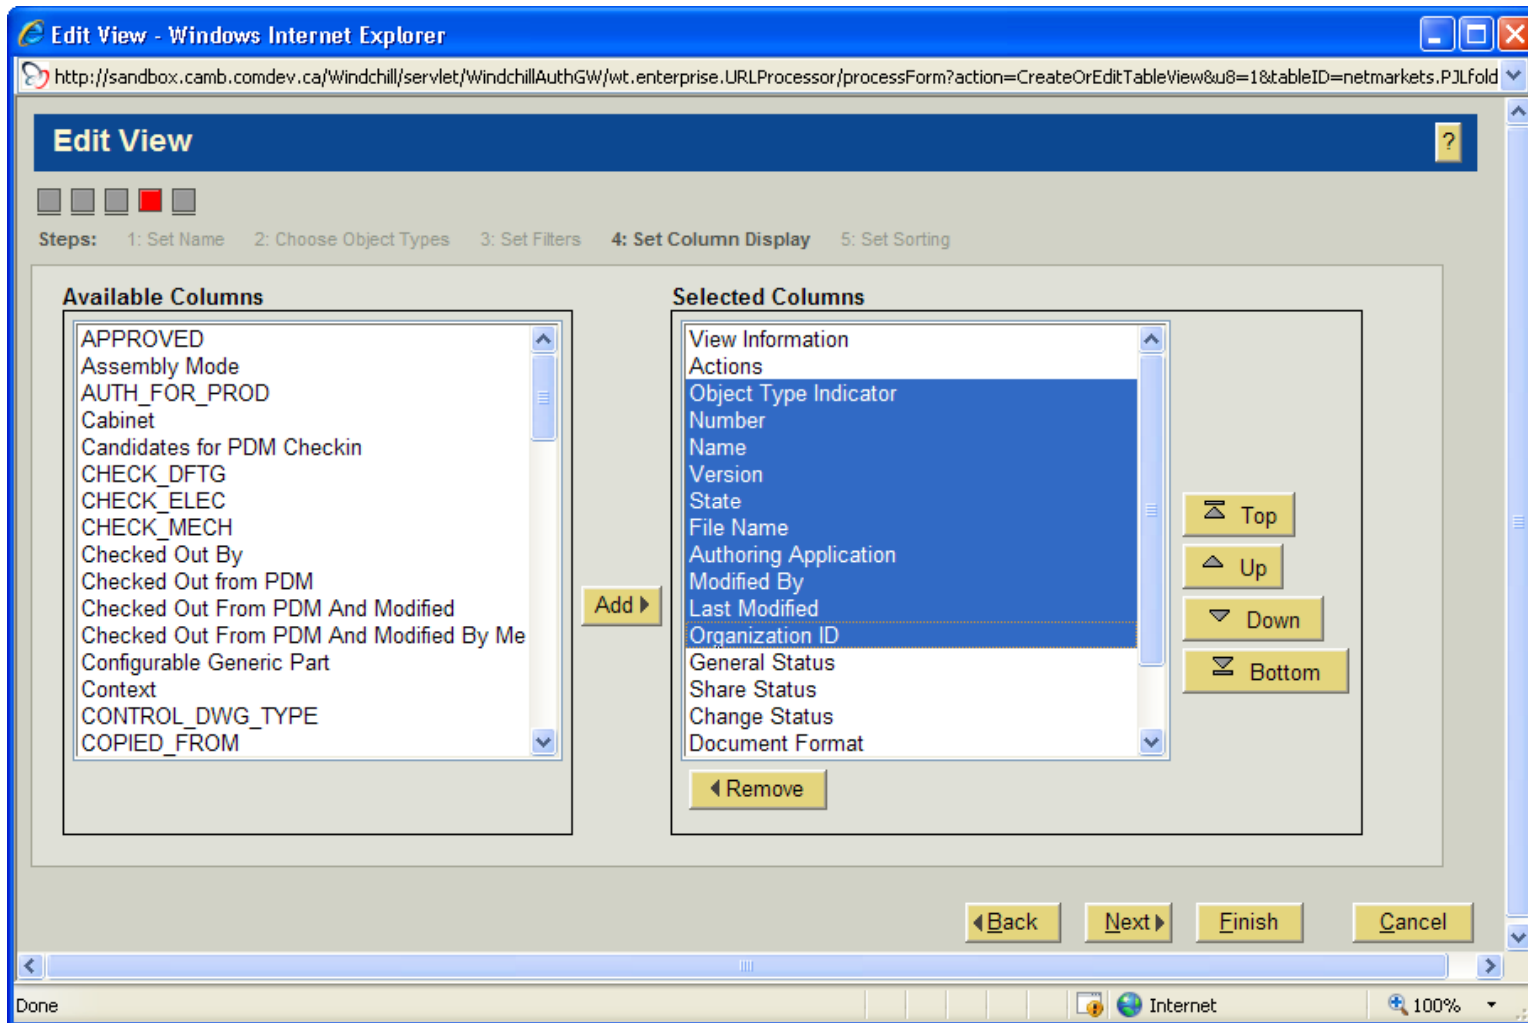 Edit View - Windows Internet Explorer
http://sandbox.camb.comdev.ca/Windchill/servlet/WindchillAuthGW/wt.enterprise.URLProcessor/processForm?action=CreateOrEditTableView&u8=1&tableID=netmarkets.PJLfold
Edit View
?
Steps: 1: Set Name 2: Choose Object Types 3: Set Filters 4: Set Column Display 5: Set Sorting
Available Columns
APPROVED
Assembly Mode
AUTH_FOR_PROD
Cabinet
Candidates for PDM Checkin
CHECK_DFTG
CHECK_ELEC
CHECK_MECH
Checked Out By
Checked Out from PDM
Checked Out From PDM And Modified
Checked Out From PDM And Modified By Me
Configurable Generic Part
Context
CONTROL_DWG_TYPE
COPIED_FROM
Add
Selected Columns
View Information
Actions
Object Type Indicator
Number
Name
Version
State
File Name
Authoring Application
Modified By
Last Modified
Organization ID
General Status
Share Status
Change Status
Document Format
Remove
Top
Up
Down
Bottom
Back Next Finish Cancel
Done Internet 100%